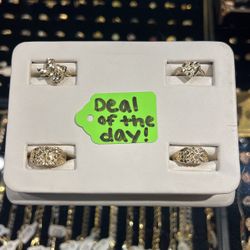 Deal
of the
day!